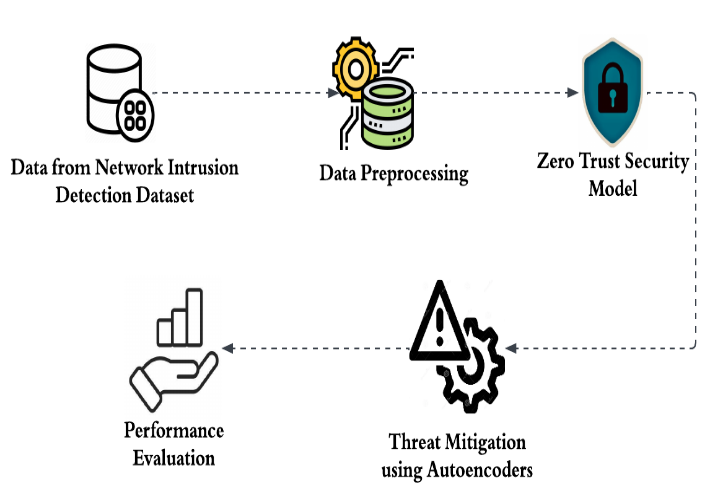 Data from Network Intrusion
Detection Dataset
Data Preprocessing
Zero Trust Security
Model
Threat Mitigation
using Autoencoders
Performance
Evaluation